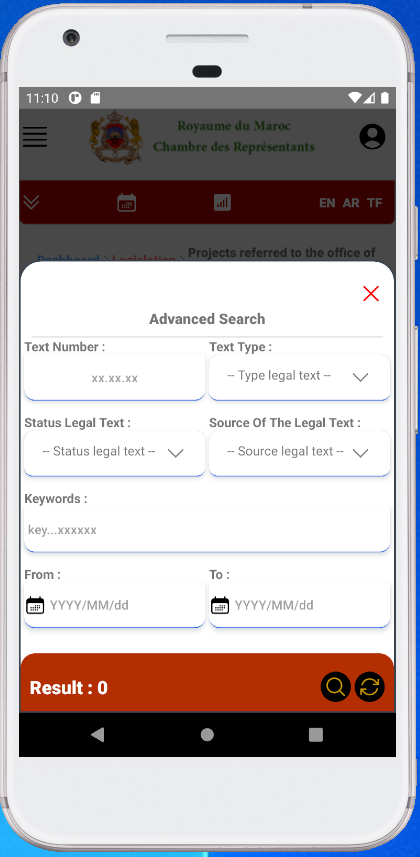 11:10
Royaume du Maroc
Chambre des Représentants
EN AR TF
Dashboard > Legislation > Projects referred to the office of
Advanced Search
Text Number : Text Type :
xx.xx.xx -- Type legal text --
Status Legal Text : Source Of The Legal Text :
-- Status legal text -- -- Source legal text --
Keywords :
key...xxxxxx
From : To :
YYYY/MM/dd YYYY/MM/dd
Result : 0